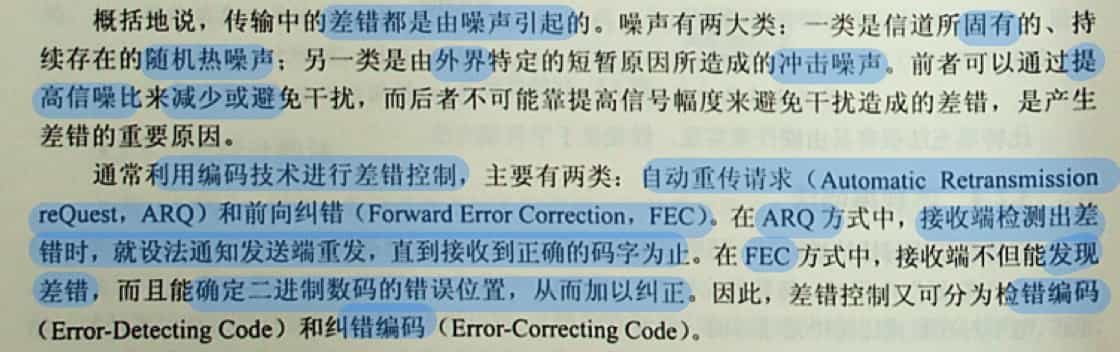 概括地说，传输中的差错都是由噪声引起的。噪声有两大类：一类是信道所固有的、持
续存在的随机热噪声；另一类是由外界特定的短暂原因所造成的冲击噪声。前者可以通过提
高信噪比来减少或避免干扰，而后者不可能靠提高信号幅度来避免干扰造成的差错，是产生
差错的重要原因。
通常利用编码技术进行差错控制，主要有两类：自动重传请求（Automatic Retransmission
reQuest，ARQ）和前向纠错（Forward Error Correction，FEC）。在 ARQ 方式中，接收端检测出差
错时，就设法通知发送端重发，直到接收到正确的码字为止。在 FEC 方式中，接收端不但能发现
差错，而且能确定二进制数码的错误位置，从而加以纠正。因此，差错控制又可分为检错编码
（Error-Detecting Code）和纠错编码（Error-Correcting Code）。